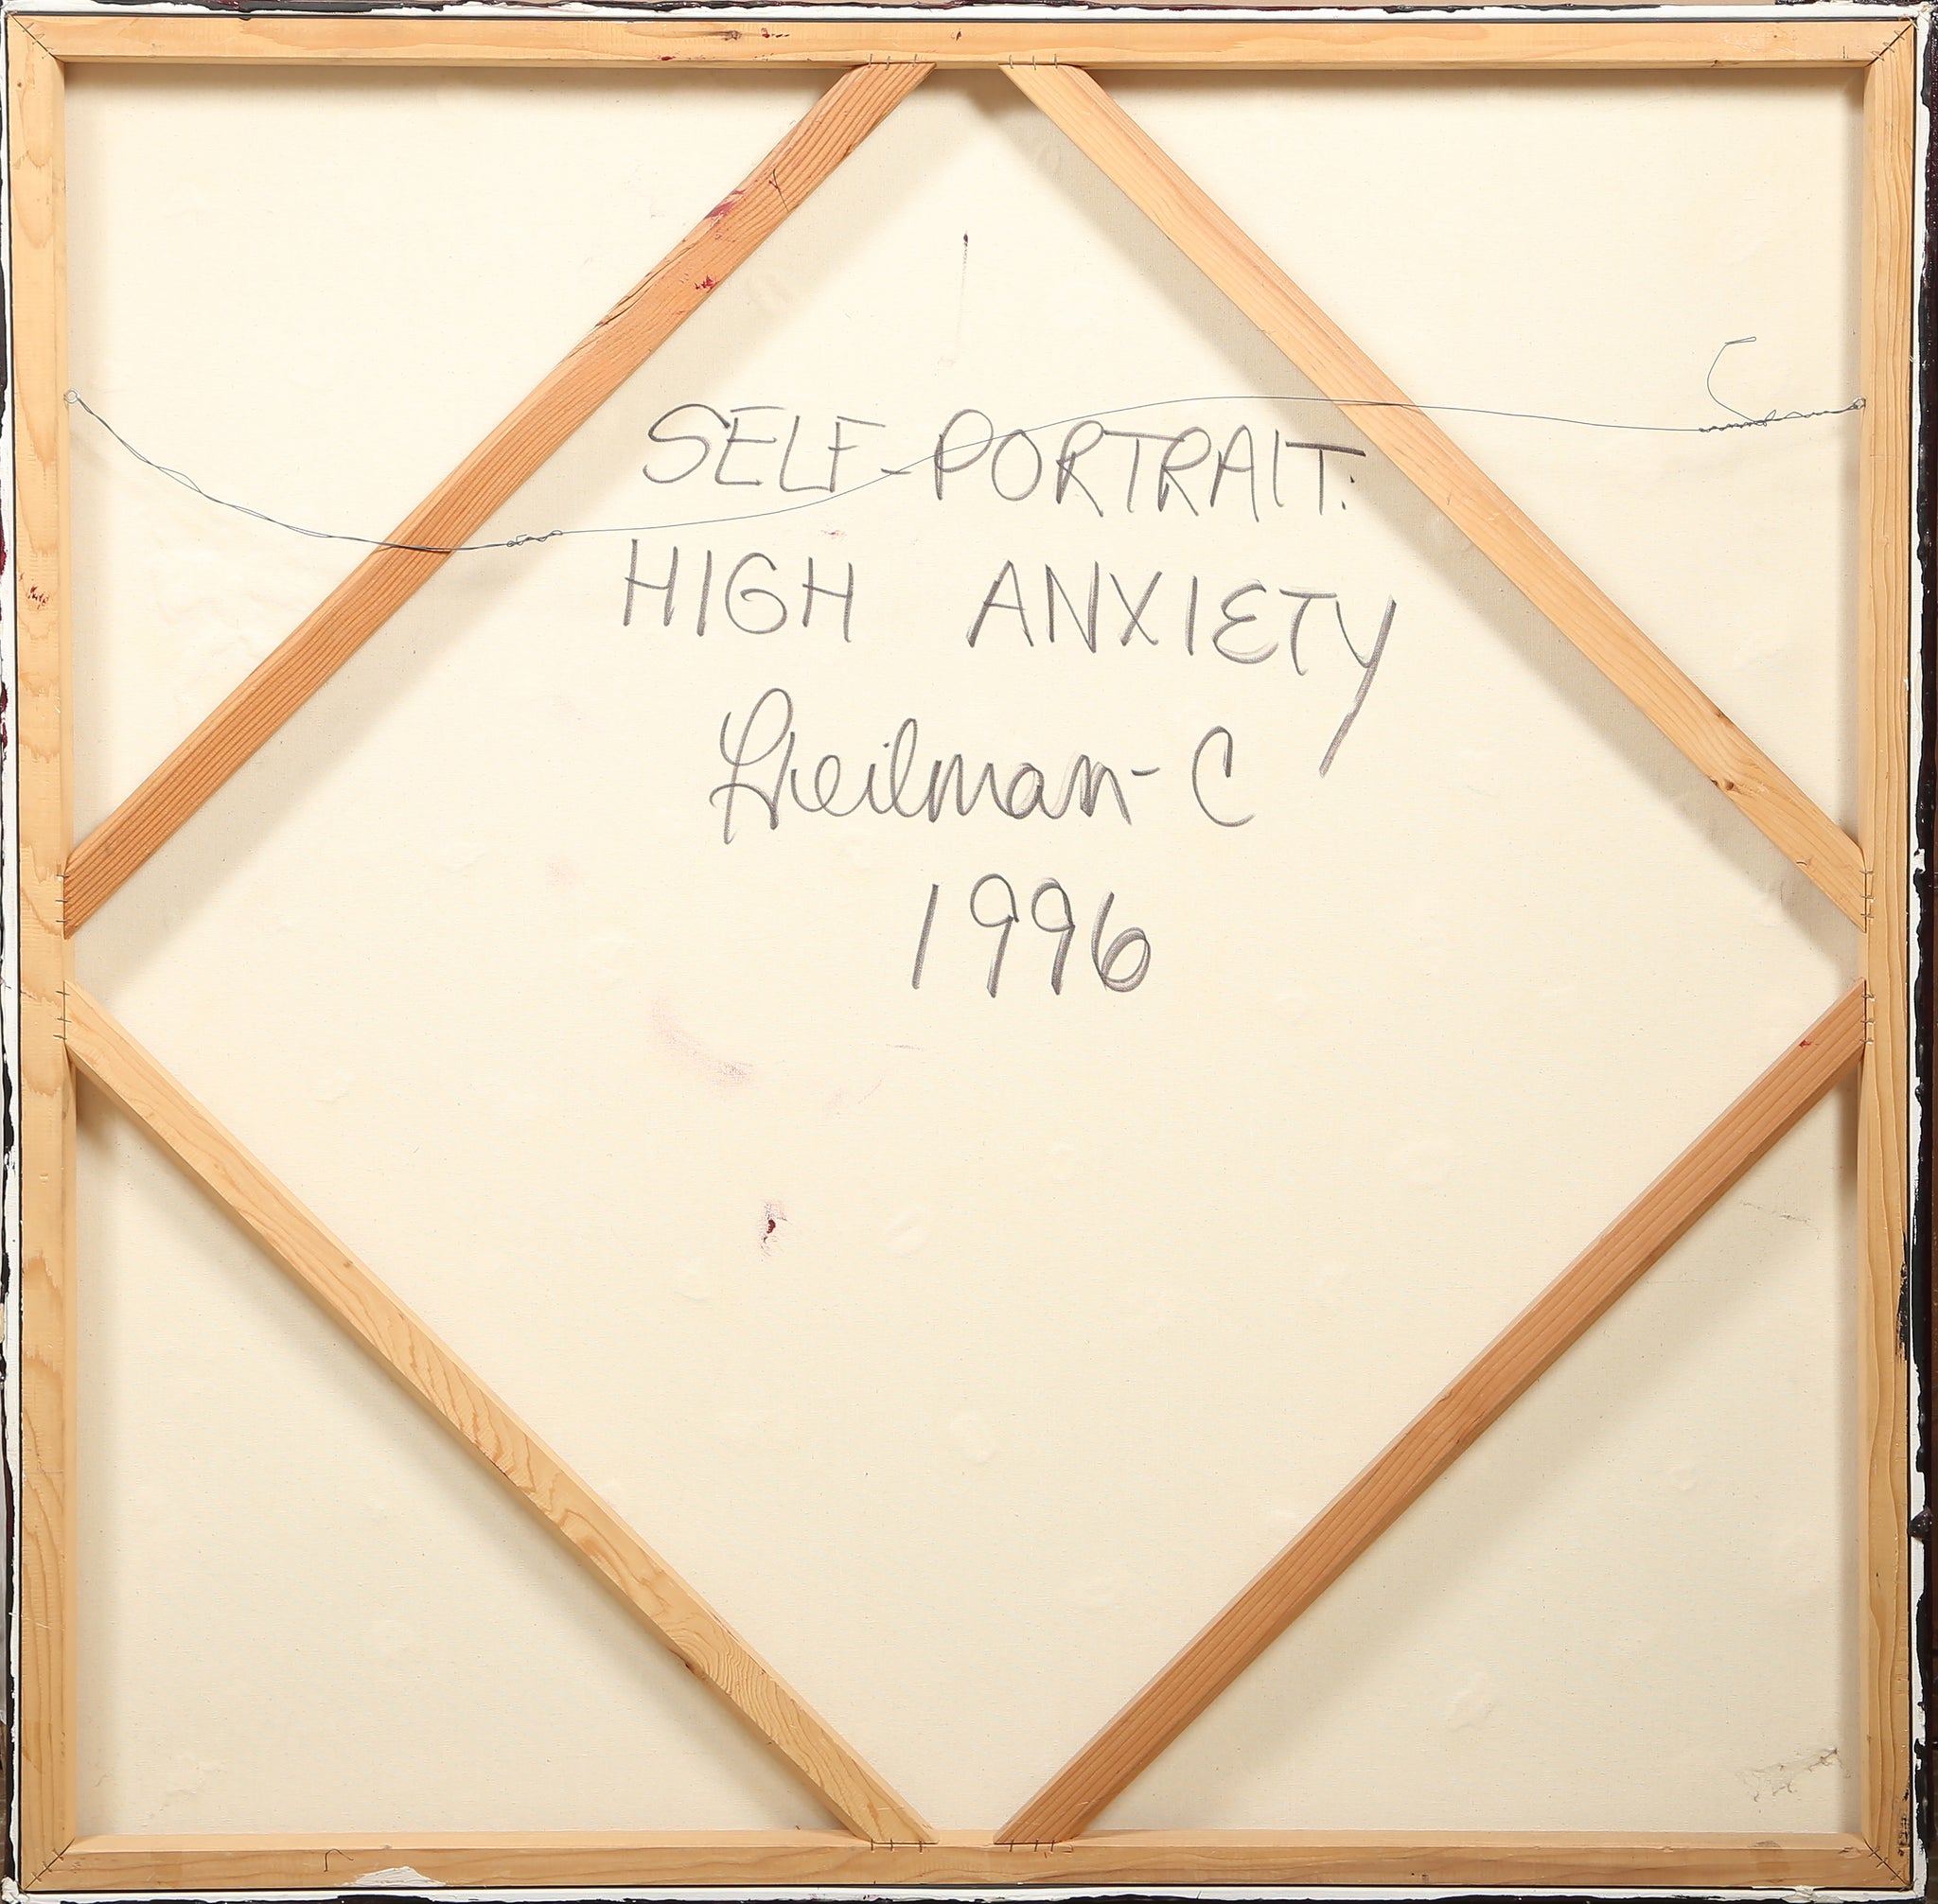 SELF-PORTRAIT:
HIGH ANXIETY
Heilman-C
1996